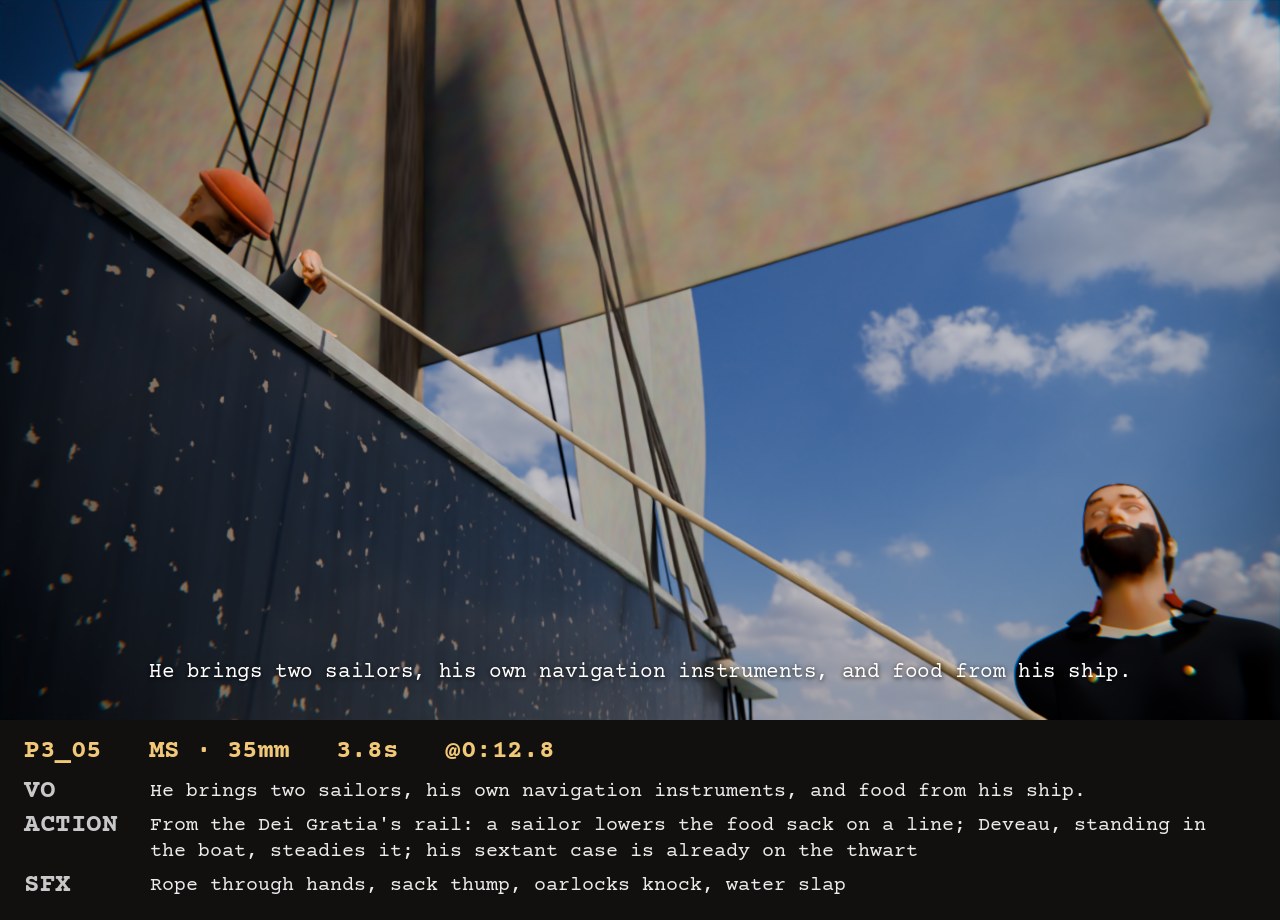 He brings two sailors, his own navigation instruments, and food from his ship.
P3_05 MS · 35mm 3.8s @0:12.8
VO He brings two sailors, his own navigation instruments, and food from his ship.
ACTION From the Dei Gratia's rail: a sailor lowers the food sack on a line; Deveau, standing in
the boat, steadies it; his sextant case is already on the thwart
SFX Rope through hands, sack thump, oarlocks knock, water slap